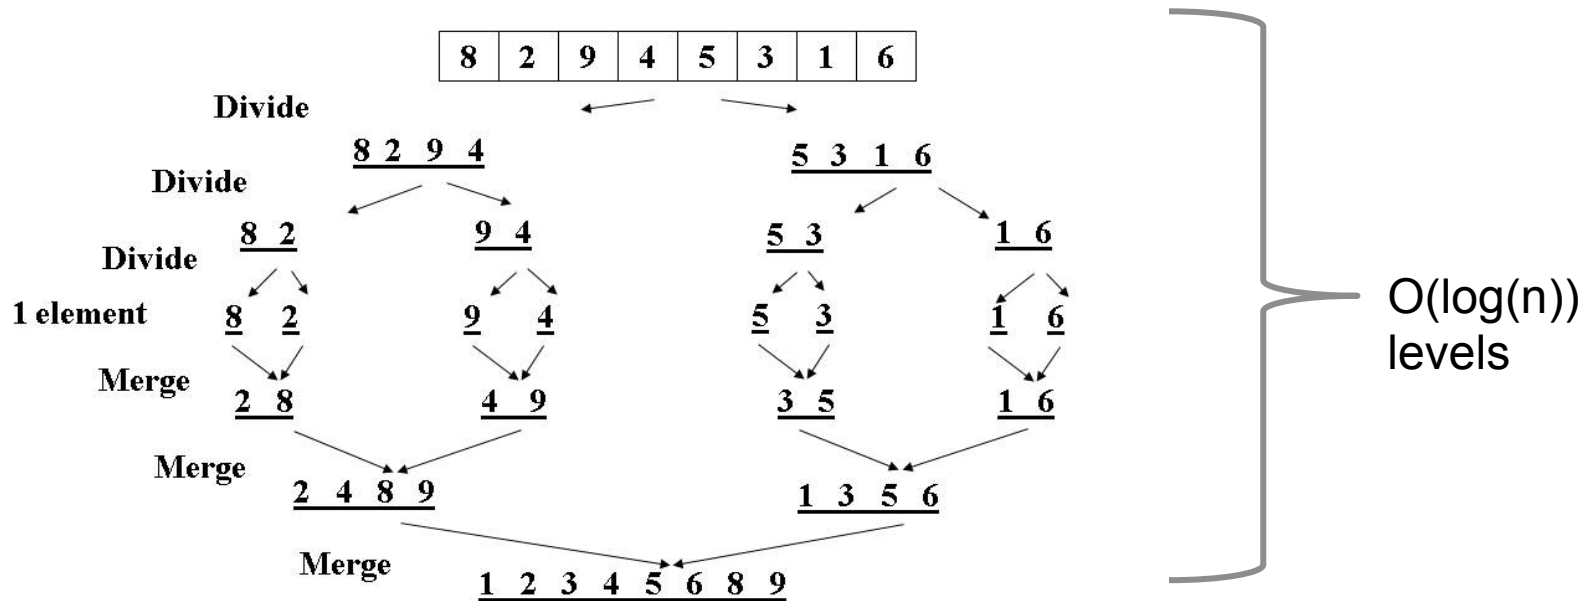 8 2 9 4 5 3 1 6
Divide
8 2 9 4 5 3 1 6
Divide
8 2 9 4 5 3 1 6
Divide
1 element 8 2 9 4 5 3 1 6
Merge
2 8 4 9 3 5 1 6
Merge
2 4 8 9 1 3 5 6
Merge
1 2 3 4 5 6 8 9
O(log(n))
levels